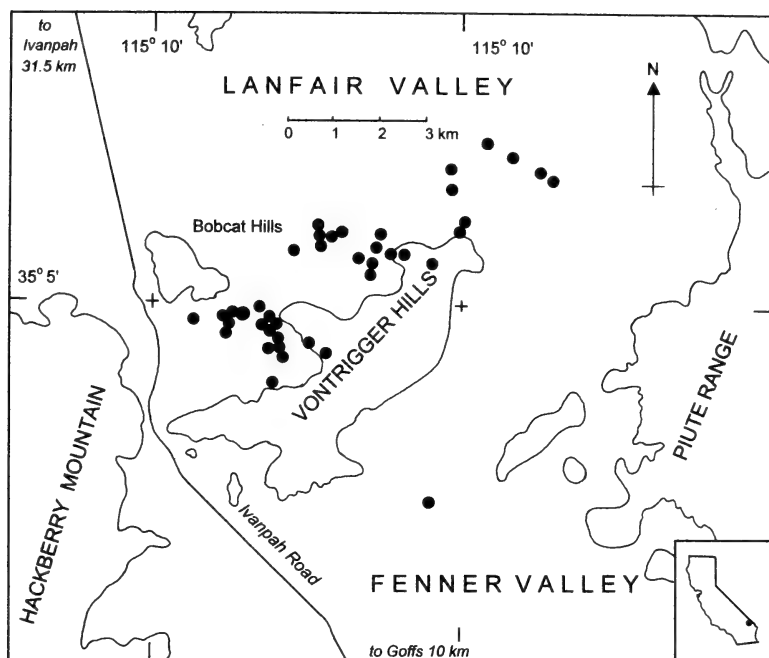 to
Ivanpah
31.5 km
115° 10'
115° 10'
LANFAIR VALLEY
N
0 1 2 3 km
Bobcat Hills
35° 5'
VONTRIGGER HILLS
HACKBERRY MOUNTAIN
PIUTE RANGE
Ivanpah Road
FENNER VALLEY
to Goffs 10 km